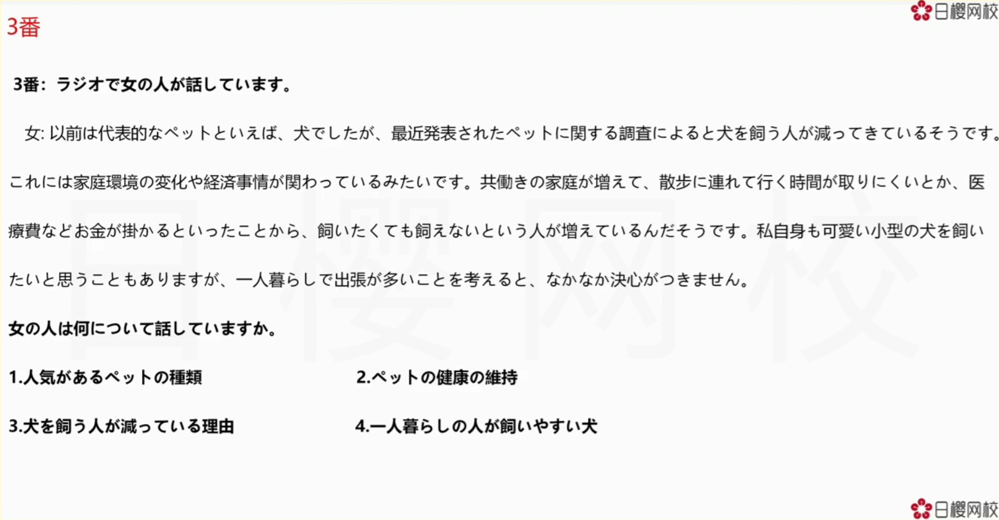 日樱网校
3番
3番：ラジオで女の人が話しています。
女: 以前は代表的なペットといえば、犬でしたが、最近発表されたペットに関する調査によると犬を飼う人が減ってきているそうです。
これには家庭環境の変化や経済事情が関わっているみたいです。共働きの家庭が増えて、散歩に連れて行く時間が取りにくいとか、医
療費などお金が掛かるといったことから、飼いたくても飼えないという人が増えているんだそうです。私自身も可愛い小型の犬を飼い
たいと思うこともありますが、一人暮らしで出張が多いことを考えると、なかなか決心がつきません。
女の人は何について話していますか。
1.人気があるペットの種類 2.ペットの健康の維持
3.犬を飼う人が減っている理由 4.一人暮らしの人が飼いやすい犬
日樱网校
日樱网校